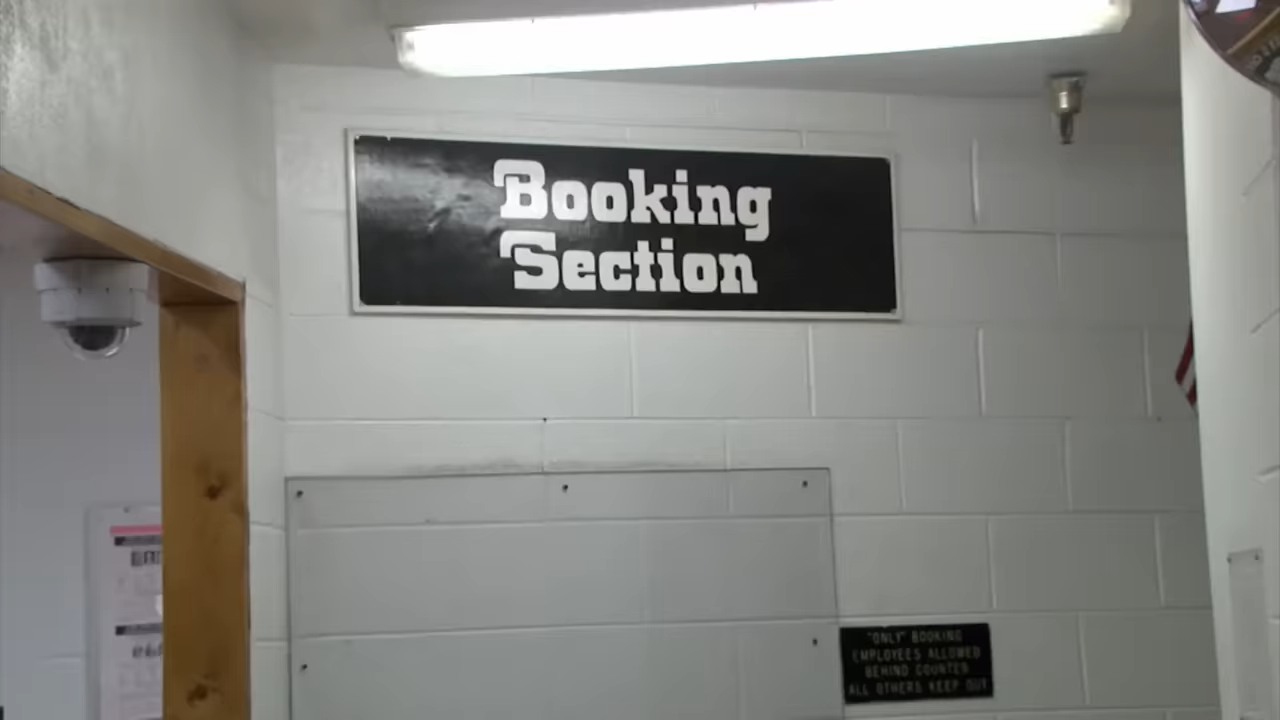 Booking
Section
"ONLY" BOOKING
EMPLOYEES ALLOWED
BEHIND COUNTER
ALL OTHERS KEEP OUT